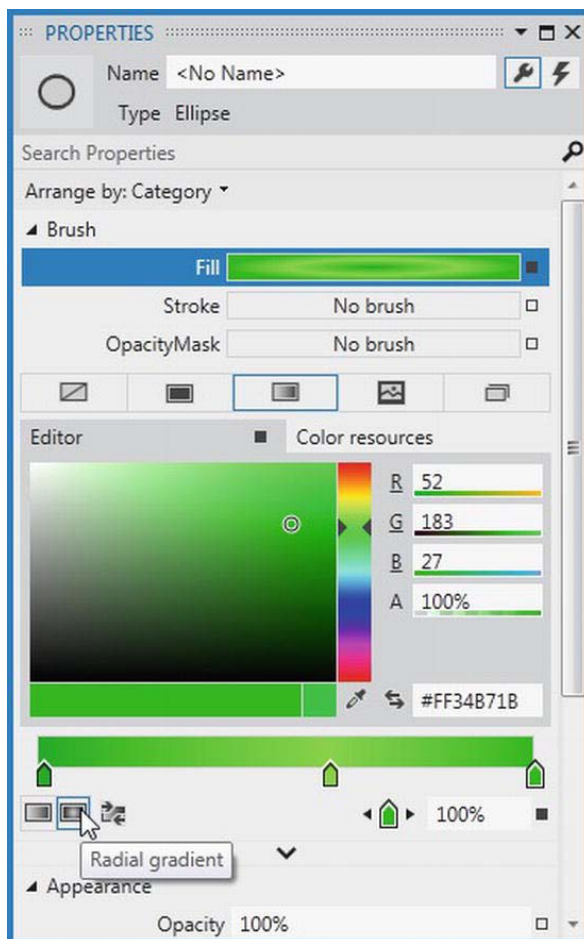 PROPERTIES
Name <No Name>
Type Ellipse
Search Properties
Arrange by: Category
Brush
Fill
Stroke No brush
OpacityMask No brush
Editor Color resources
R 52
G 183
B 27
A 100%
#FF34B71B
100%
Radial gradient
Appearance
Opacity 100%